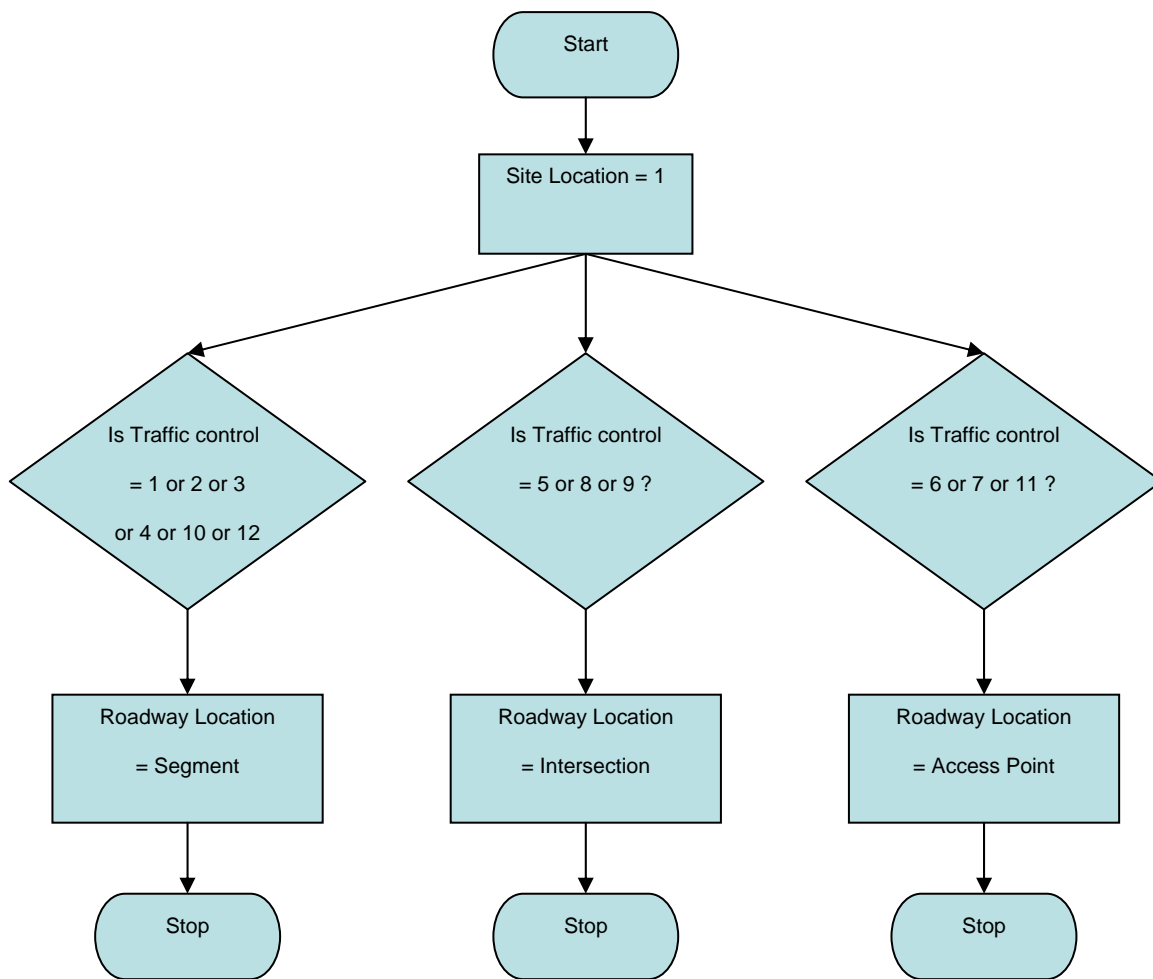 Start
Site Location = 1
Is Traffic control
= 1 or 2 or 3
or 4 or 10 or 12
Is Traffic control
= 5 or 8 or 9 ?
Is Traffic control
= 6 or 7 or 11 ?
Roadway Location
= Segment
Roadway Location
= Intersection
Roadway Location
= Access Point
Stop
Stop
Stop